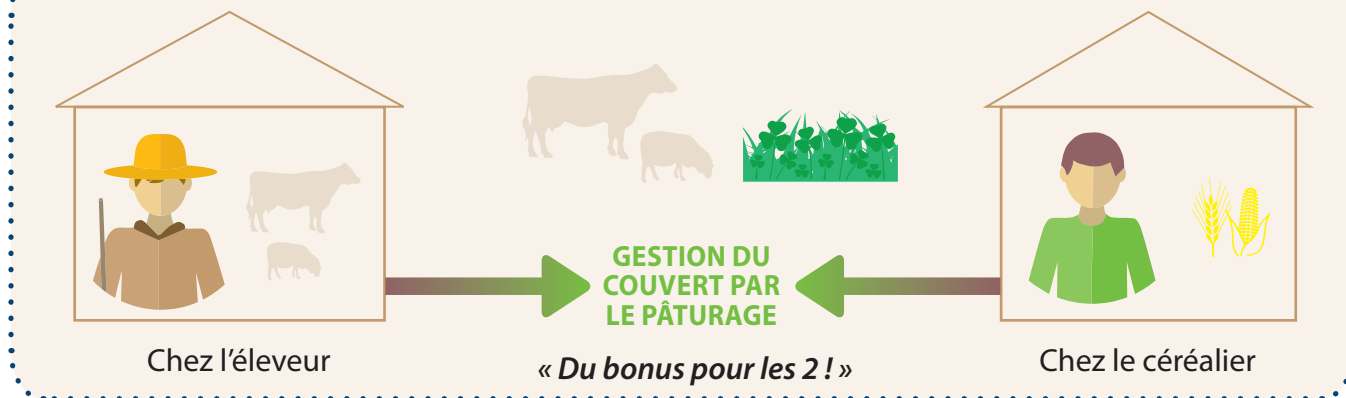 GESTION DU
COUVERT PAR
LE PÂTURAGE
Chez l’éleveur
« Du bonus pour les 2 ! »
Chez le céréalier